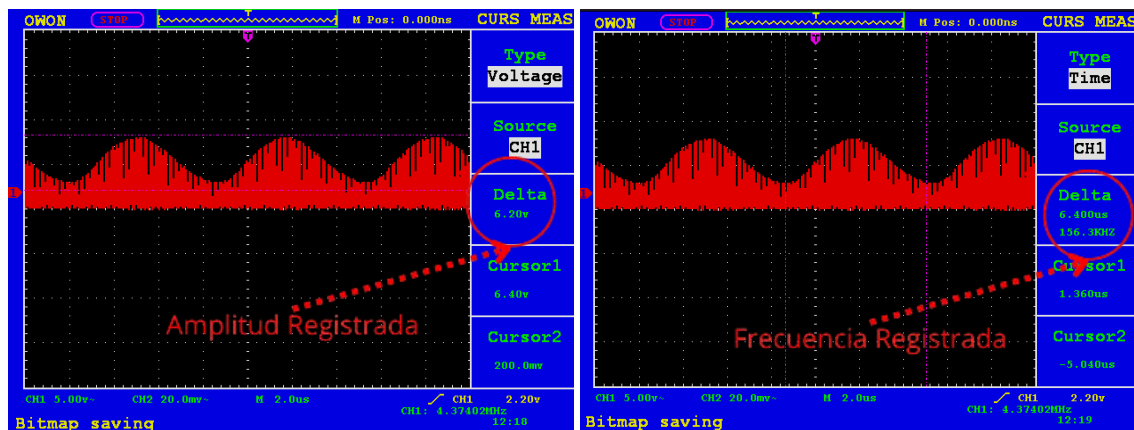 OWON STOP M Pos: 0.000ns CURS MEAS
Type
Voltage
Source
CH1
Delta
6.20v
Cursor1
6.40v
Amplitud Registrada
Cursor2
200.0mv
CH1 5.00v~ CH2 20.0mv~ M 2.0us CH1 2.20v
CH1: 4.37402MHz
Bitmap saving 12:18
OWON STOP M Pos: 0.000ns CURS MEAS
Type
Time
Source
CH1
Delta
6.400us
156.3KHZ
Cursor1
1.360us
Frecuencia Registrada
Cursor2
-5.040us
CH1 5.00v~ CH2 20.0mv~ M 2.0us CH1 2.20v
CH1: 4.37402MHz
Bitmap saving 12:19